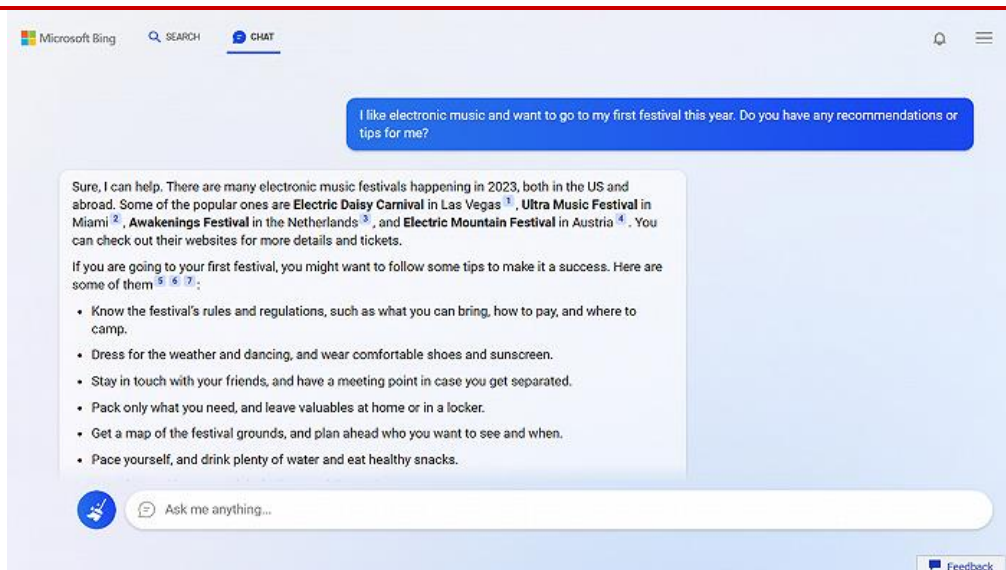 Microsoft Bing
SEARCH
CHAT
I like electronic music and want to go to my first festival this year. Do you have any recommendations or
tips for me?
Sure, I can help. There are many electronic music festivals happening in 2023, both in the US and
abroad. Some of the popular ones are Electric Daisy Carnival in Las Vegas 1 , Ultra Music Festival in
Miami 2 , Awakenings Festival in the Netherlands 3 , and Electric Mountain Festival in Austria 4 . You
can check out their websites for more details and tickets.
If you are going to your first festival, you might want to follow some tips to make it a success. Here are
some of them 5 6 7 :
• Know the festival's rules and regulations, such as what you can bring, how to pay, and where to
camp.
• Dress for the weather and dancing, and wear comfortable shoes and sunscreen.
• Stay in touch with your friends, and have a meeting point in case you get separated.
• Pack only what you need, and leave valuables at home or in a locker.
• Get a map of the festival grounds, and plan ahead who you want to see and when.
• Pace yourself, and drink plenty of water and eat healthy snacks.
Ask me anything...
Feedback